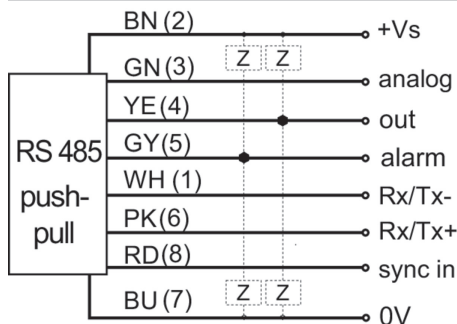 BN (2) +Vs
Z Z
GN (3) analog
YE (4) out
GY (5) alarm
RS 485
push-
pull
WH (1) Rx/Tx-
PK (6) Rx/Tx+
RD(8) sync in
Z Z
BU (7) 0V